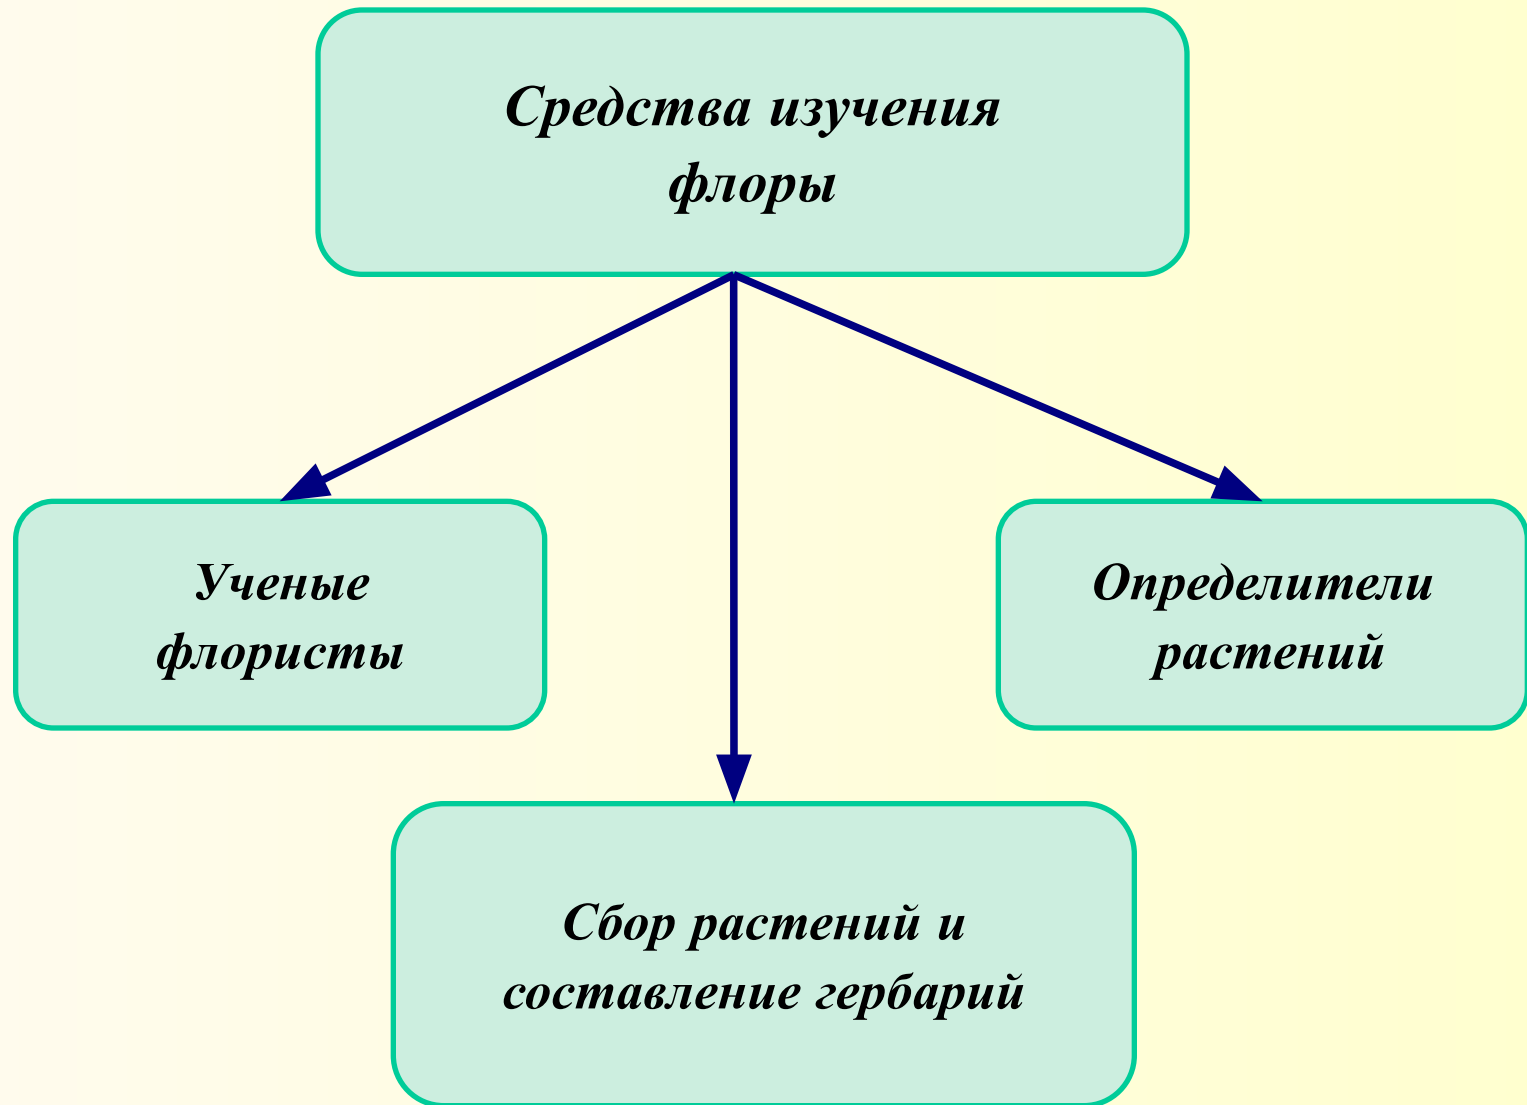 Средства изучения
флоры
Ученые
флористы
Определители
растений
Сбор растений и
составление гербарий